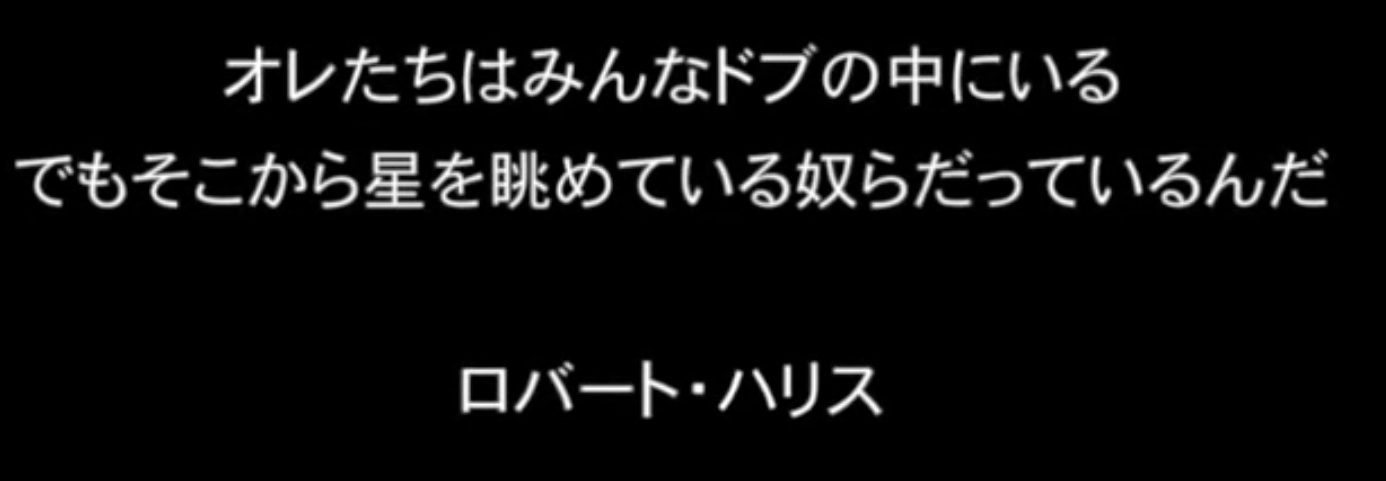 オレたちはみんなドブの中にいる
でもそこから星を眺めている奴らだっているんだ
ロバート・ハリス